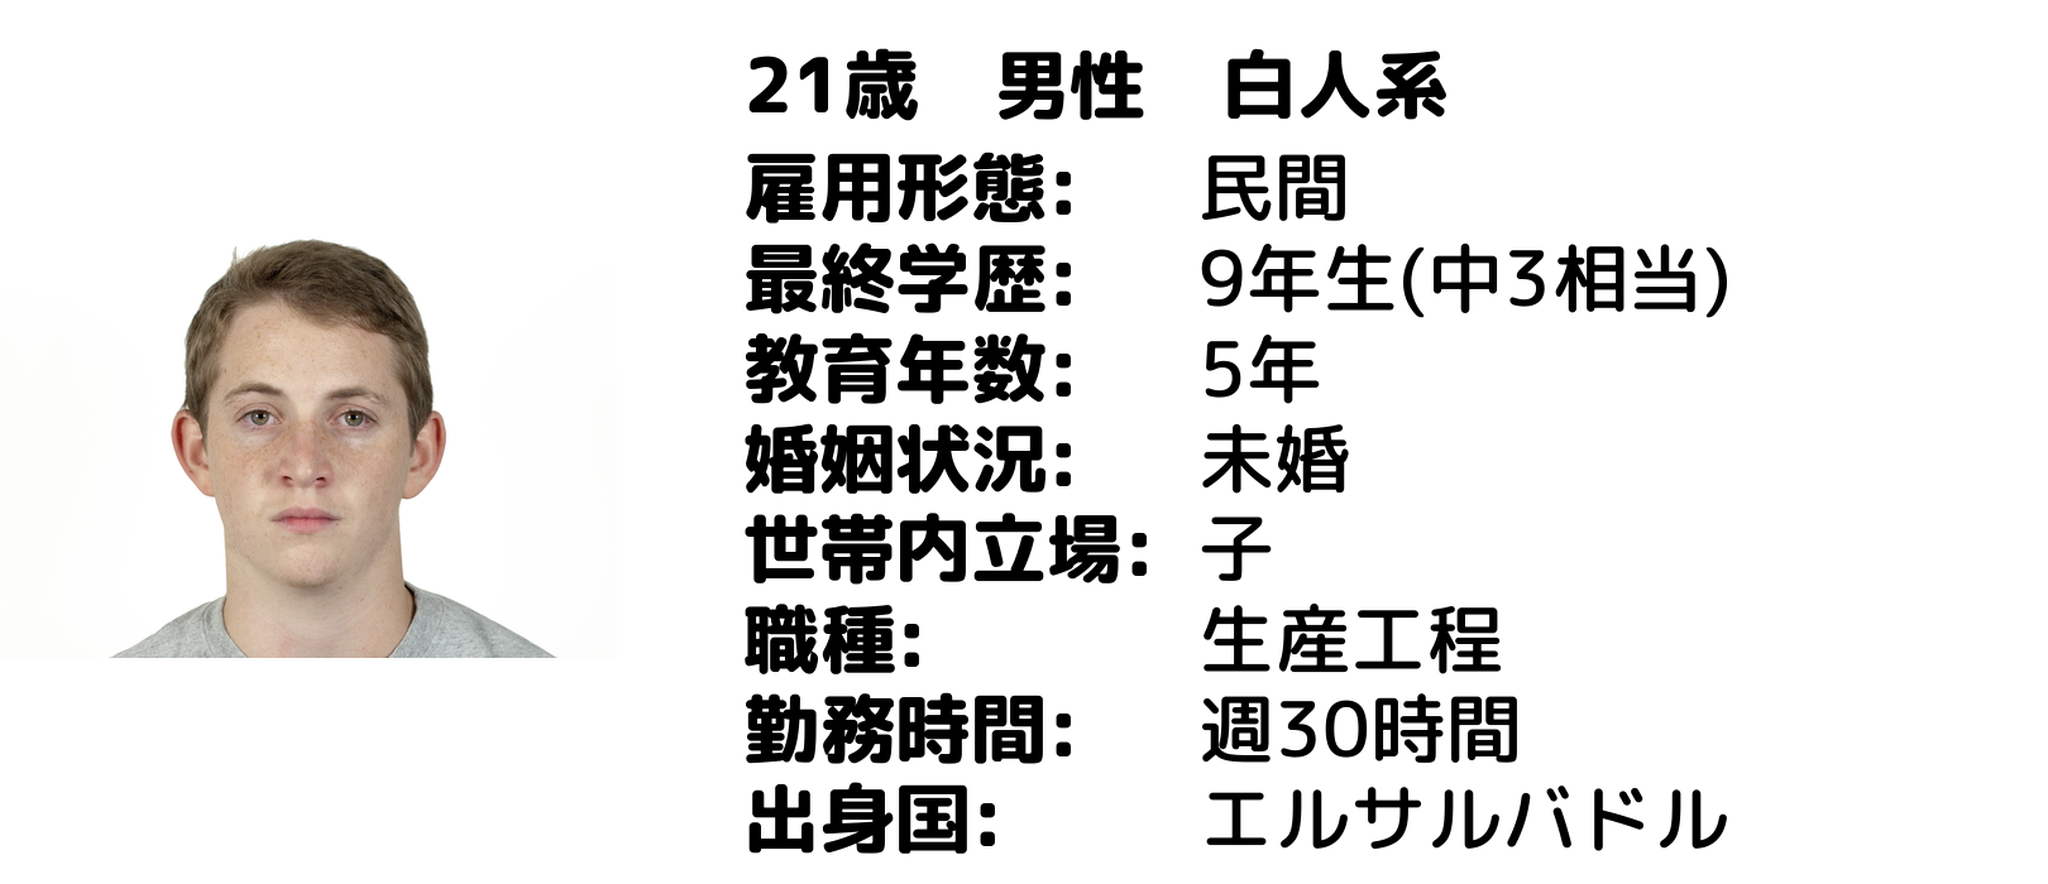 21歳　男性　白人系
雇用形態: 民間
最終学歴: 9年生(中3相当)
教育年数: 5年
婚姻状況: 未婚
世帯内立場: 子
職種: 生産工程
勤務時間: 週30時間
出身国: エルサルバドル